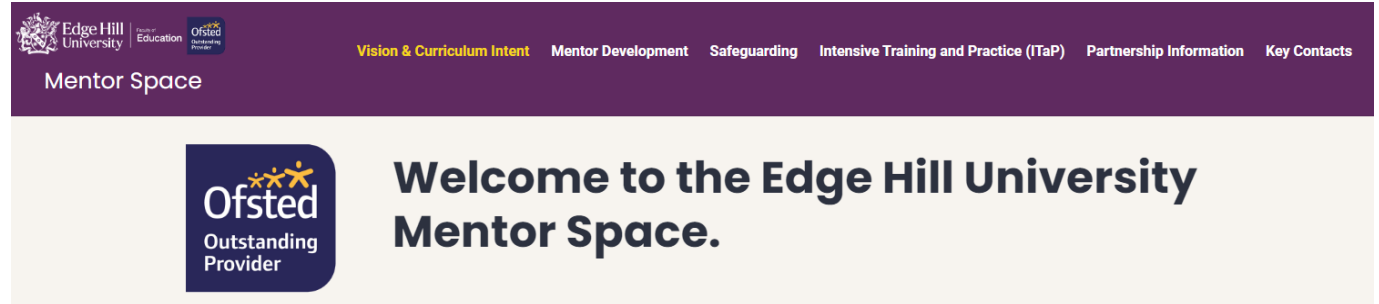 Edge Hill
University
Faculty of
Education
Ofsted
Outstanding
Provider
Vision & Curriculum Intent Mentor Development Safeguarding Intensive Training and Practice (ITaP) Partnership Information Key Contacts
Mentor Space
Ofsted
Outstanding
Provider
Welcome to the Edge Hill University
Mentor Space.